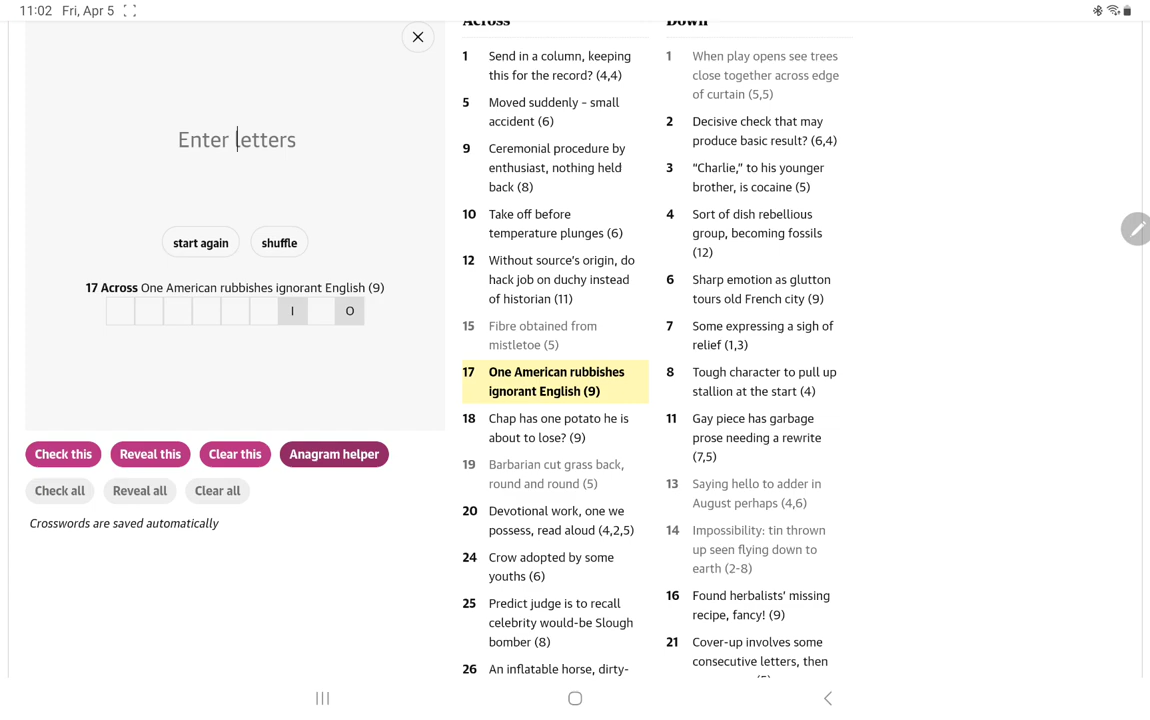 11:02 Fri, Apr 5
Enter letters
start again
shuffle
17 Across One American rubbishes ignorant English (9)
I O
Check this
Reveal this
Clear this
Anagram helper
Check all
Reveal all
Clear all
Crosswords are saved automatically
Across
1 Send in a column, keeping
this for the record? (4,4)
5 Moved suddenly – small
accident (6)
9 Ceremonial procedure by
enthusiast, nothing held
back (8)
10 Take off before
temperature plunges (6)
12 Without source’s origin, do
hack job on duchy instead
of historian (11)
15 Fibre obtained from
mistletoe (5)
17 One American rubbishes
ignorant English (9)
18 Chap has one potato he is
about to lose? (9)
19 Barbarian cut grass back,
round and round (5)
20 Devotional work, one we
possess, read aloud (4,2,5)
24 Crow adopted by some
youths (6)
25 Predict judge is to recall
celebrity would-be Slough
bomber (8)
26 An inflatable horse, dirty-
Down
1 When play opens see trees
close together across edge
of curtain (5,5)
2 Decisive check that may
produce basic result? (6,4)
3 “Charlie,” to his younger
brother, is cocaine (5)
4 Sort of dish rebellious
group, becoming fossils
(12)
6 Sharp emotion as glutton
tours old French city (9)
7 Some expressing a sigh of
relief (1,3)
8 Tough character to pull up
stallion at the start (4)
11 Gay piece has garbage
prose needing a rewrite
(7,5)
13 Saying hello to adder in
August perhaps (4,6)
14 Impossibility: tin thrown
up seen flying down to
earth (2-8)
16 Found herbalists’ missing
recipe, fancy! (9)
21 Cover-up involves some
consecutive letters, then